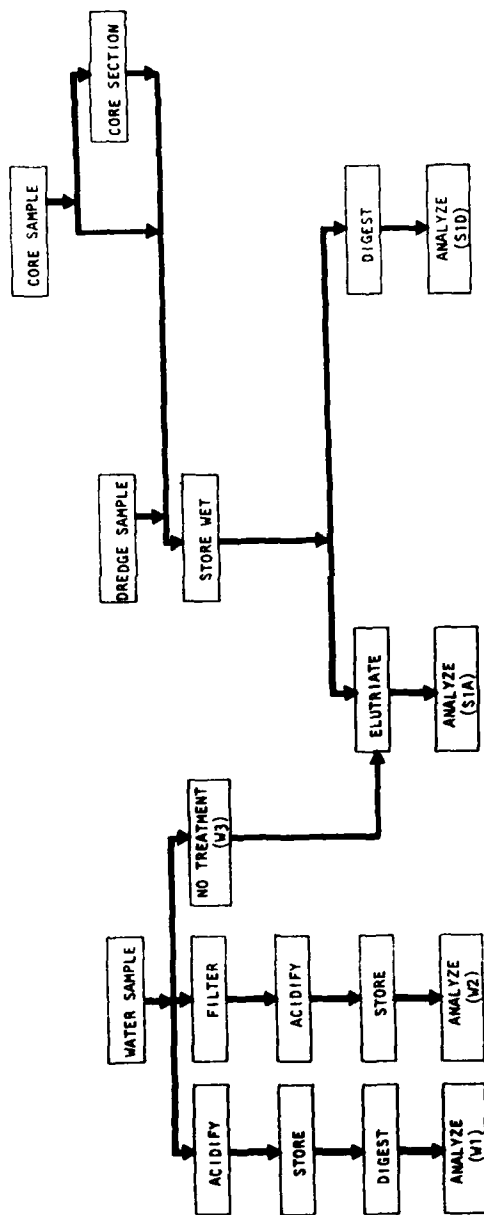 WATER SAMPLE
ACIDIFY
STORE
DIGEST
ANALYZE
(W1)
FILTER
ACIDIFY
STORE
ANALYZE
(W2)
NO TREATMENT
(W3)
DREDGE SAMPLE
STORE WET
ELUTRIATE
ANALYZE
(S1A)
CORE SAMPLE
CORE SECTION
DIGEST
ANALYZE
(S1D)